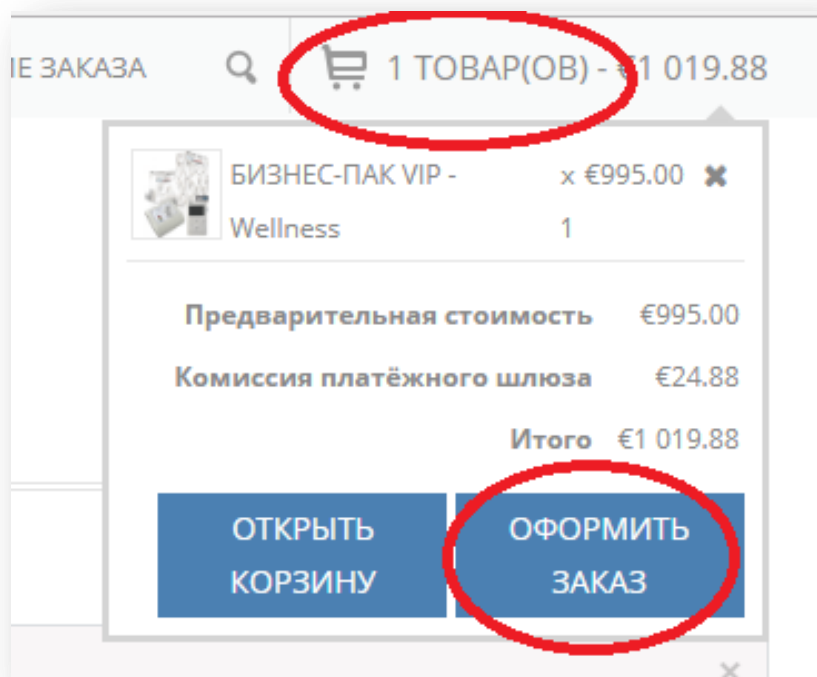 ІЕ ЗАКАЗА
1 ТОВАР(ОВ) - €1 019.88
БИЗНЕС-ПАК VIP - x €995.00 ✖
Wellness 1
Предварительная стоимость €995.00
Комиссия платёжного шлюза €24.88
Итого €1 019.88
ОТКРЫТЬ
КОРЗИНУ
ОФОРМИТЬ
ЗАКАЗ